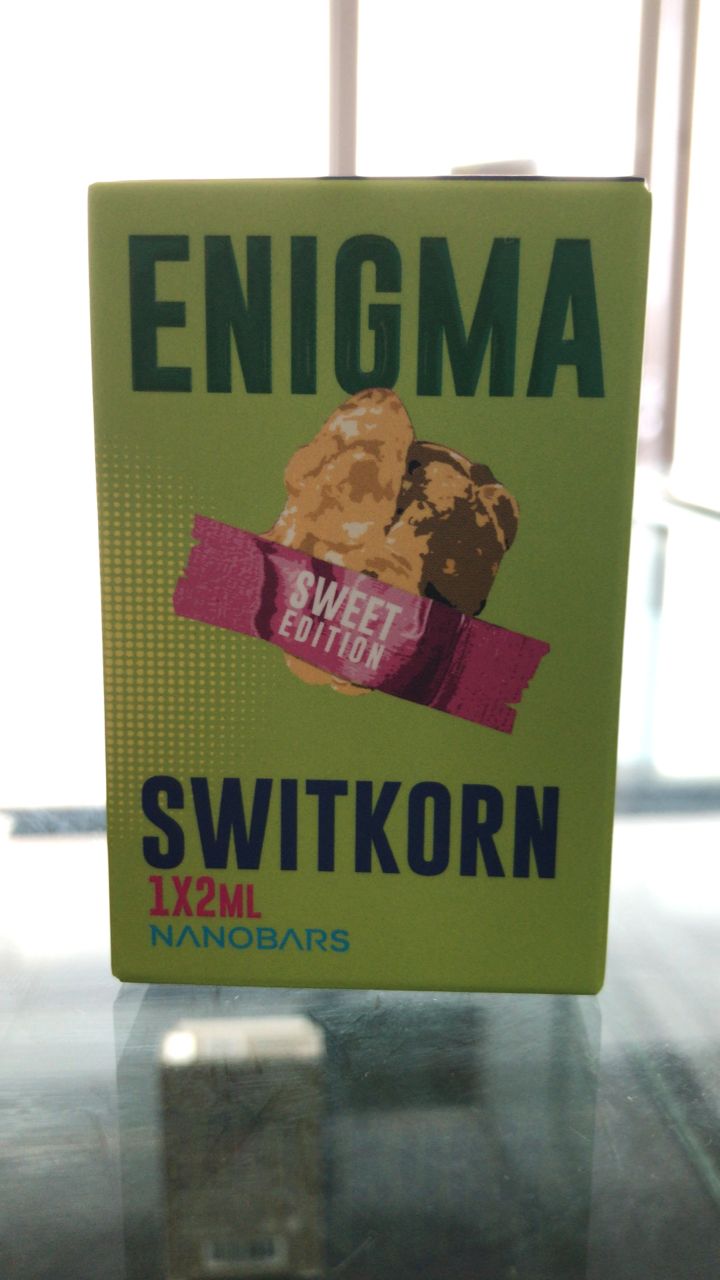 ENIGMA
SWEET
EDITION
SWITKORN
1X2ML
NANOBARS